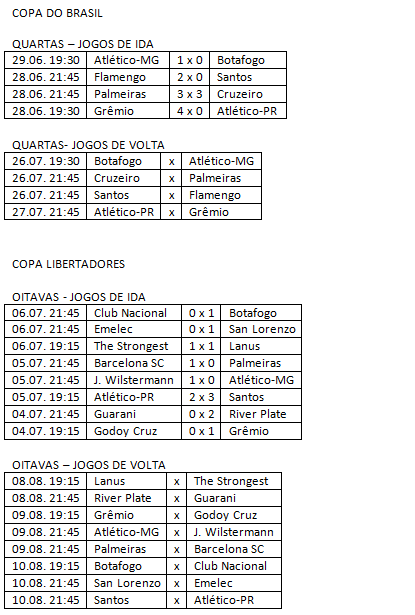 COPA DO BRASIL
QUARTAS – JOGOS DE IDA
29.06. 19:30 Atlético-MG 1 x 0 Botafogo
28.06. 21:45 Flamengo 2 x 0 Santos
28.06. 21:45 Palmeiras 3 x 3 Cruzeiro
28.06. 19:30 Grêmio 4 x 0 Atlético-PR
QUARTAS- JOGOS DE VOLTA
26.07. 19:30 Botafogo x Atlético-MG
26.07. 21:45 Cruzeiro x Palmeiras
26.07. 21:45 Santos x Flamengo
27.07. 21:45 Atlético-PR x Grêmio
COPA LIBERTADORES
OITAVAS - JOGOS DE IDA
06.07. 21:45 Club Nacional 0 x 1 Botafogo
06.07. 21:45 Emelec 0 x 1 San Lorenzo
06.07. 19:15 The Strongest 1 x 1 Lanus
05.07. 21:45 Barcelona SC 1 x 0 Palmeiras
05.07. 21:45 J. Wilstermann 1 x 0 Atlético-MG
05.07. 19:15 Atlético-PR 2 x 3 Santos
04.07. 21:45 Guarani 0 x 2 River Plate
04.07. 19:15 Godoy Cruz 0 x 1 Grêmio
OITAVAS – JOGOS DE VOLTA
08.08. 19:15 Lanus x The Strongest
08.08. 21:45 River Plate x Guarani
09.08. 19:15 Grêmio x Godoy Cruz
09.08. 21:45 Atlético-MG x J. Wilstermann
09.08. 21:45 Palmeiras x Barcelona SC
10.08. 19:15 Botafogo x Club Nacional
10.08. 21:45 San Lorenzo x Emelec
10.08. 21:45 Santos x Atlético-PR